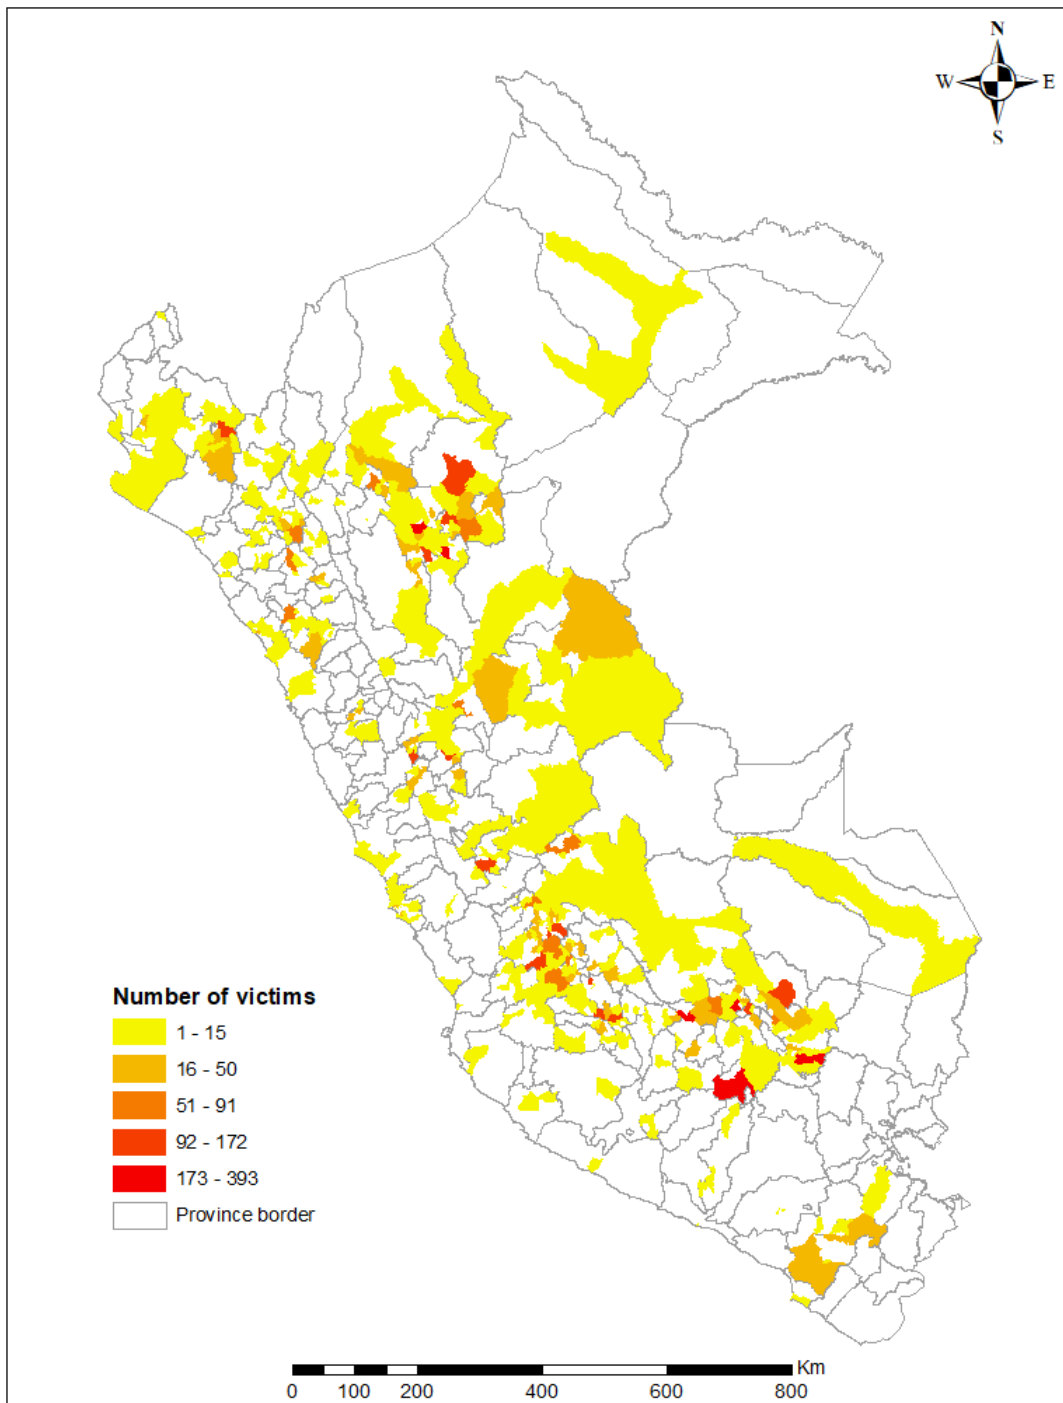 N
W E
S
Number of victims
1 - 15
16 - 50
51 - 91
92 - 172
173 - 393
Province border
Km
0 100 200 400 600 800